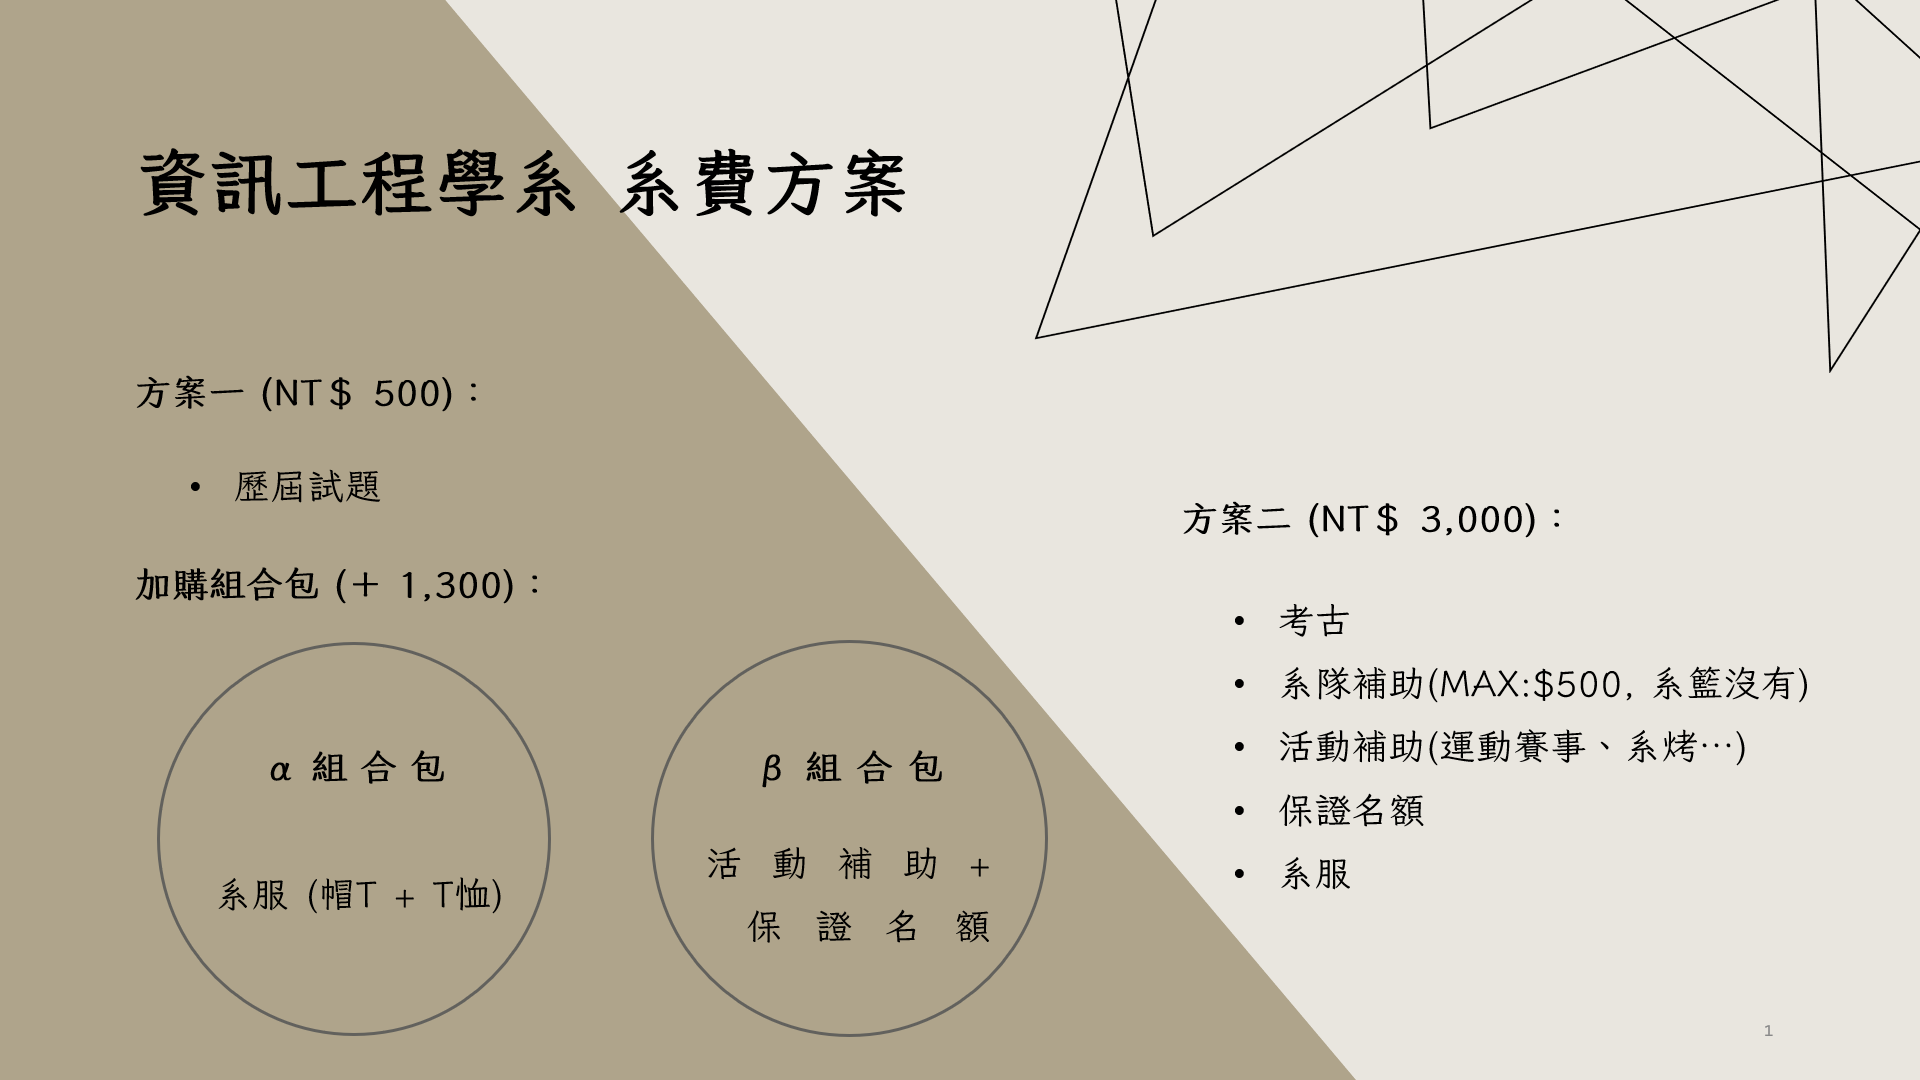 資訊工程學系 系費方案
方案一 (NT$ 500)：
• 歷屆試題
加購組合包 (+ 1,300)：
α 組合包
系服 (帽T + T恤)
β 組合包
活動補助 +
保證名額
方案二 (NT$ 3,000)：
• 考古
• 系隊補助(MAX:$500, 系籃沒有)
• 活動補助(運動賽事、系烤…)
• 保證名額
• 系服
1